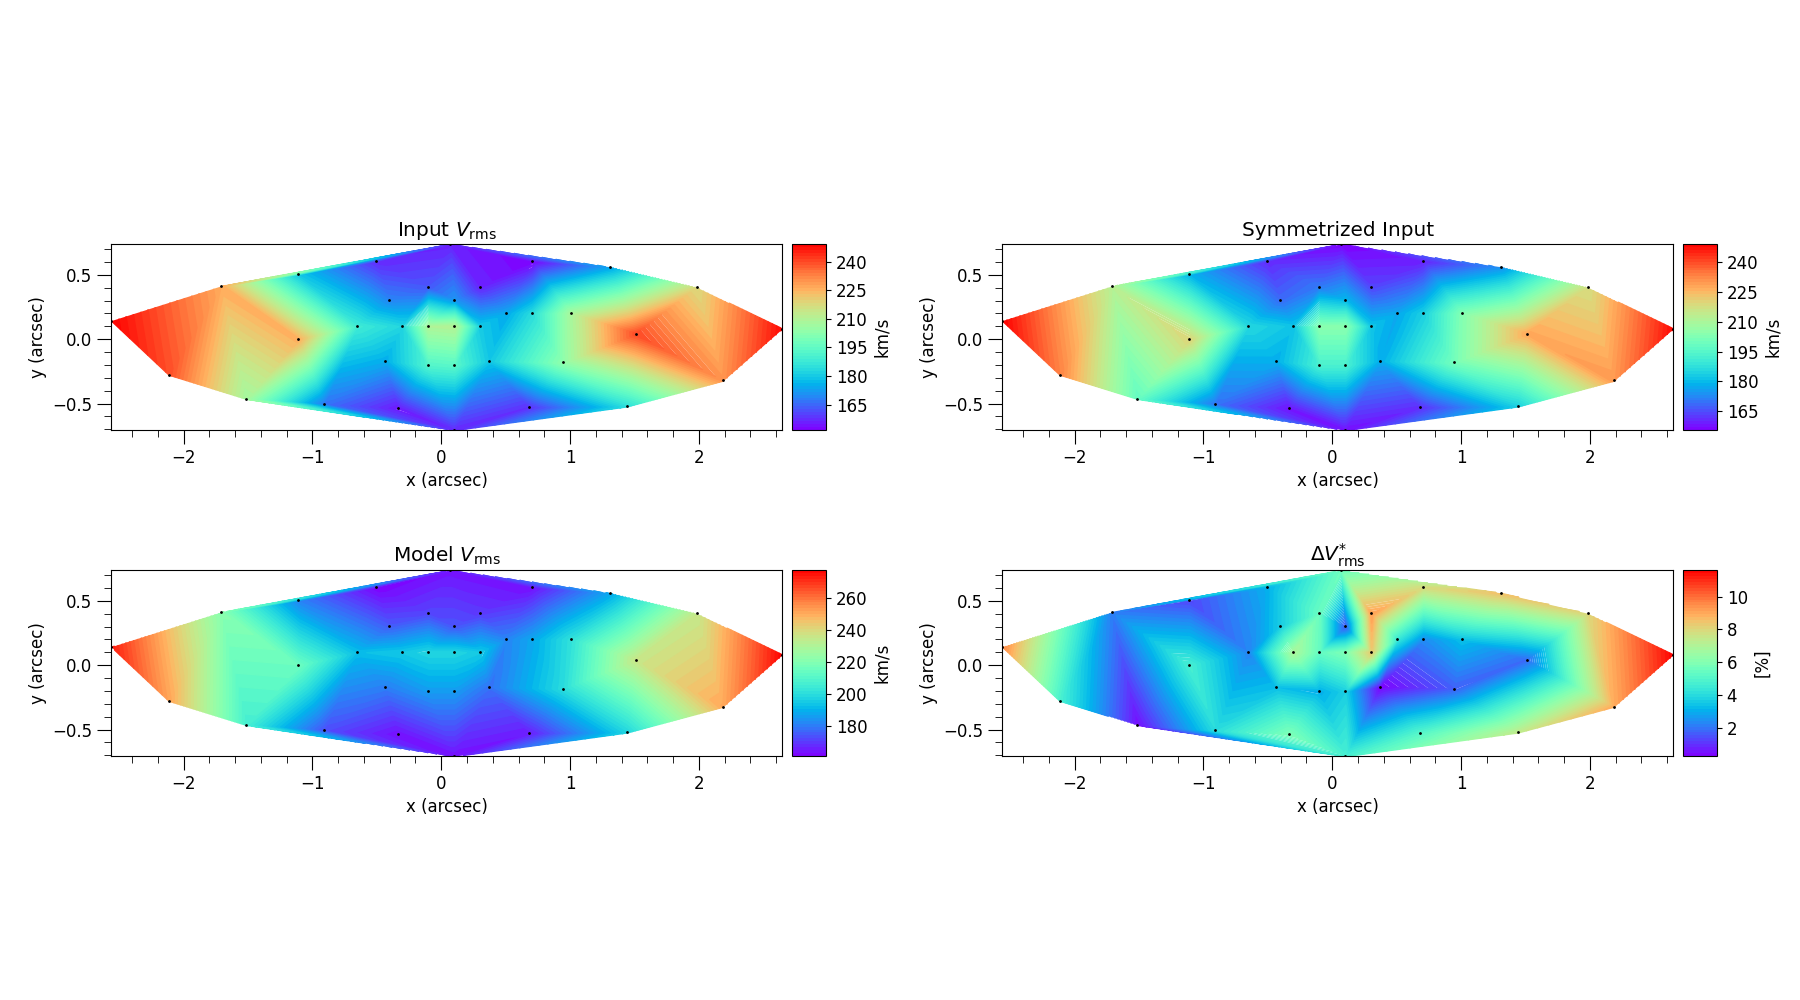 Input V_rms
Symmetrized Input
0.5
0.0
−0.5
y (arcsec)
−2 −1 0 1 2
x (arcsec)
240
225
210
195
180
165
km/s
0.5
0.0
−0.5
y (arcsec)
−2 −1 0 1 2
x (arcsec)
240
225
210
195
180
165
km/s
Model V_rms
ΔV*_rms
0.5
0.0
−0.5
y (arcsec)
−2 −1 0 1 2
x (arcsec)
260
240
220
200
180
km/s
0.5
0.0
−0.5
y (arcsec)
−2 −1 0 1 2
x (arcsec)
10
8
6
4
2
[%]